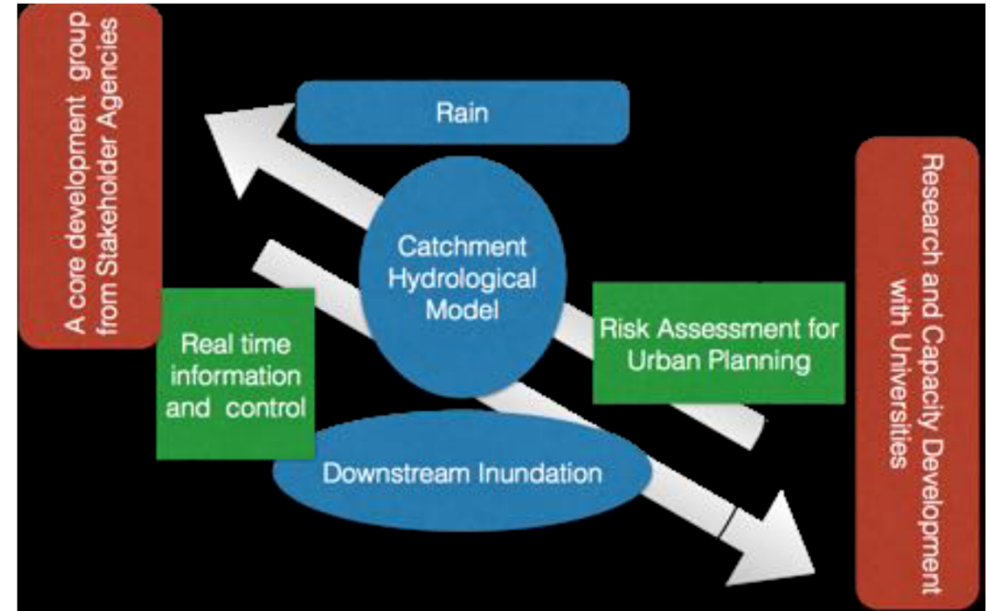 A core development group
from Stakeholder Agencies
Rain
Catchment
Hydrological
Model
Real time
information
and control
Risk Assessment for
Urban Planning
Downstream Inundation
Research and Capacity Development
with Universities